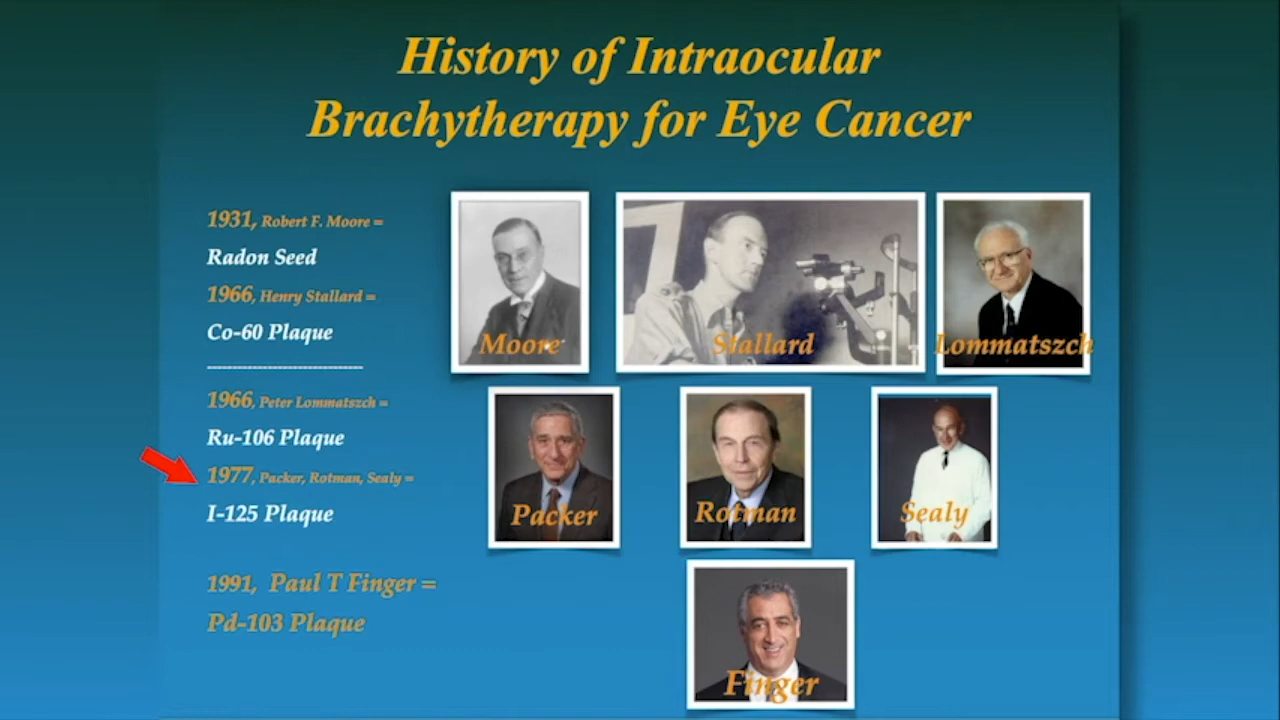 History of Intraocular
Brachytherapy for Eye Cancer
1931, Robert F. Moore =
Radon Seed
1966, Henry Stallard =
Co-60 Plaque
--------------------------------
1966, Peter Lommatszch =
Ru-106 Plaque
1977, Packer, Rotman, Sealy =
I-125 Plaque
1991, Paul T Finger =
Pd-103 Plaque
Moore
Stallard
Lommatszch
Packer
Rotman
Sealy
Finger